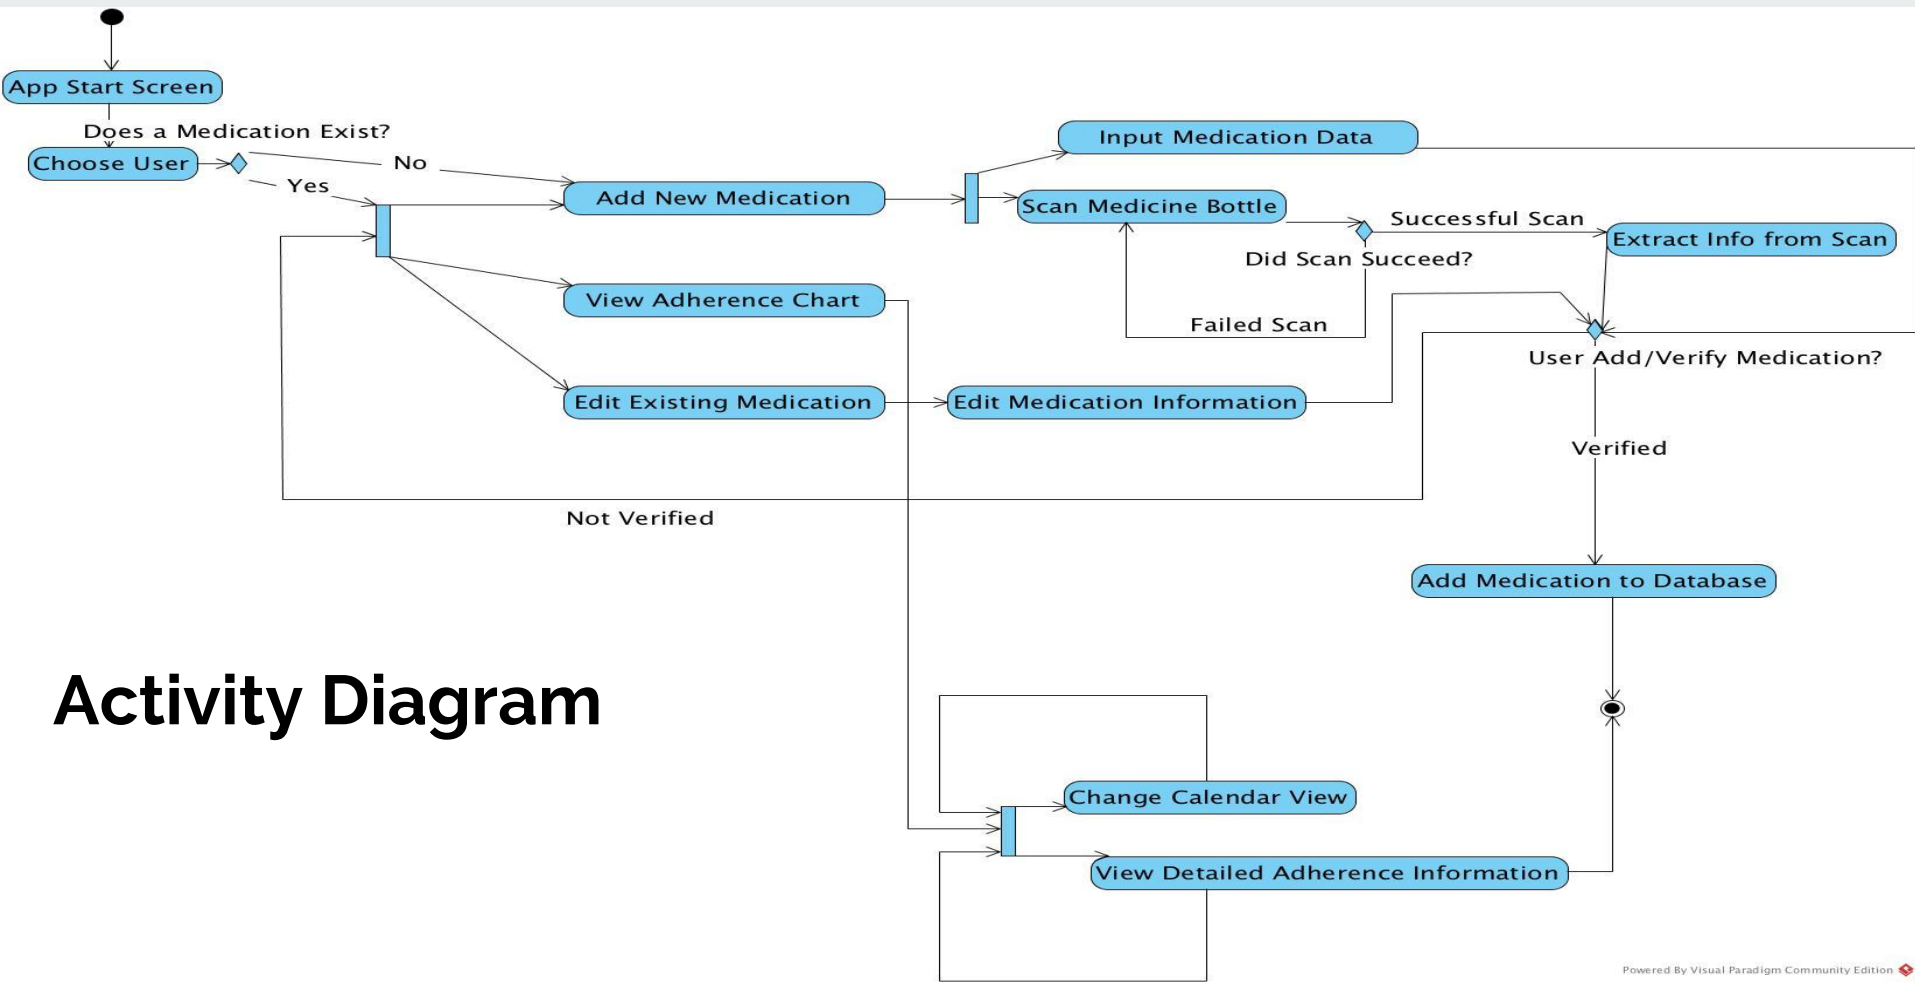 App Start Screen
Does a Medication Exist?
Choose User
No
Yes
Add New Medication
Input Medication Data
Scan Medicine Bottle
Successful Scan
Extract Info from Scan
Did Scan Succeed?
View Adherence Chart
Failed Scan
User Add/Verify Medication?
Edit Existing Medication
Edit Medication Information
Verified
Not Verified
Add Medication to Database
Activity Diagram
Change Calendar View
View Detailed Adherence Information
Powered By Visual Paradigm Community Edition